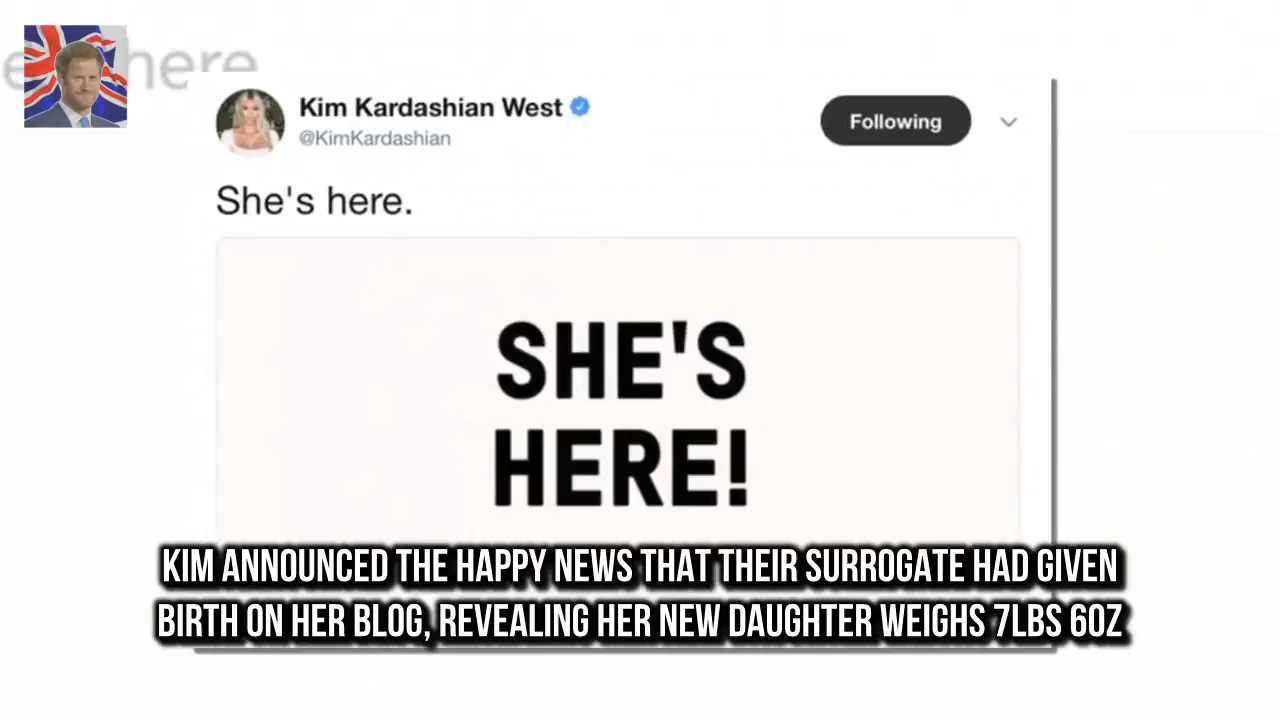 here
Kim Kardashian West
@KimKardashian
Following
She's here.
SHE'S
HERE!
KIM ANNOUNCED THE HAPPY NEWS THAT THEIR SURROGATE HAD GIVEN
BIRTH ON HER BLOG, REVEALING HER NEW DAUGHTER WEIGHS 7LBS 6OZ